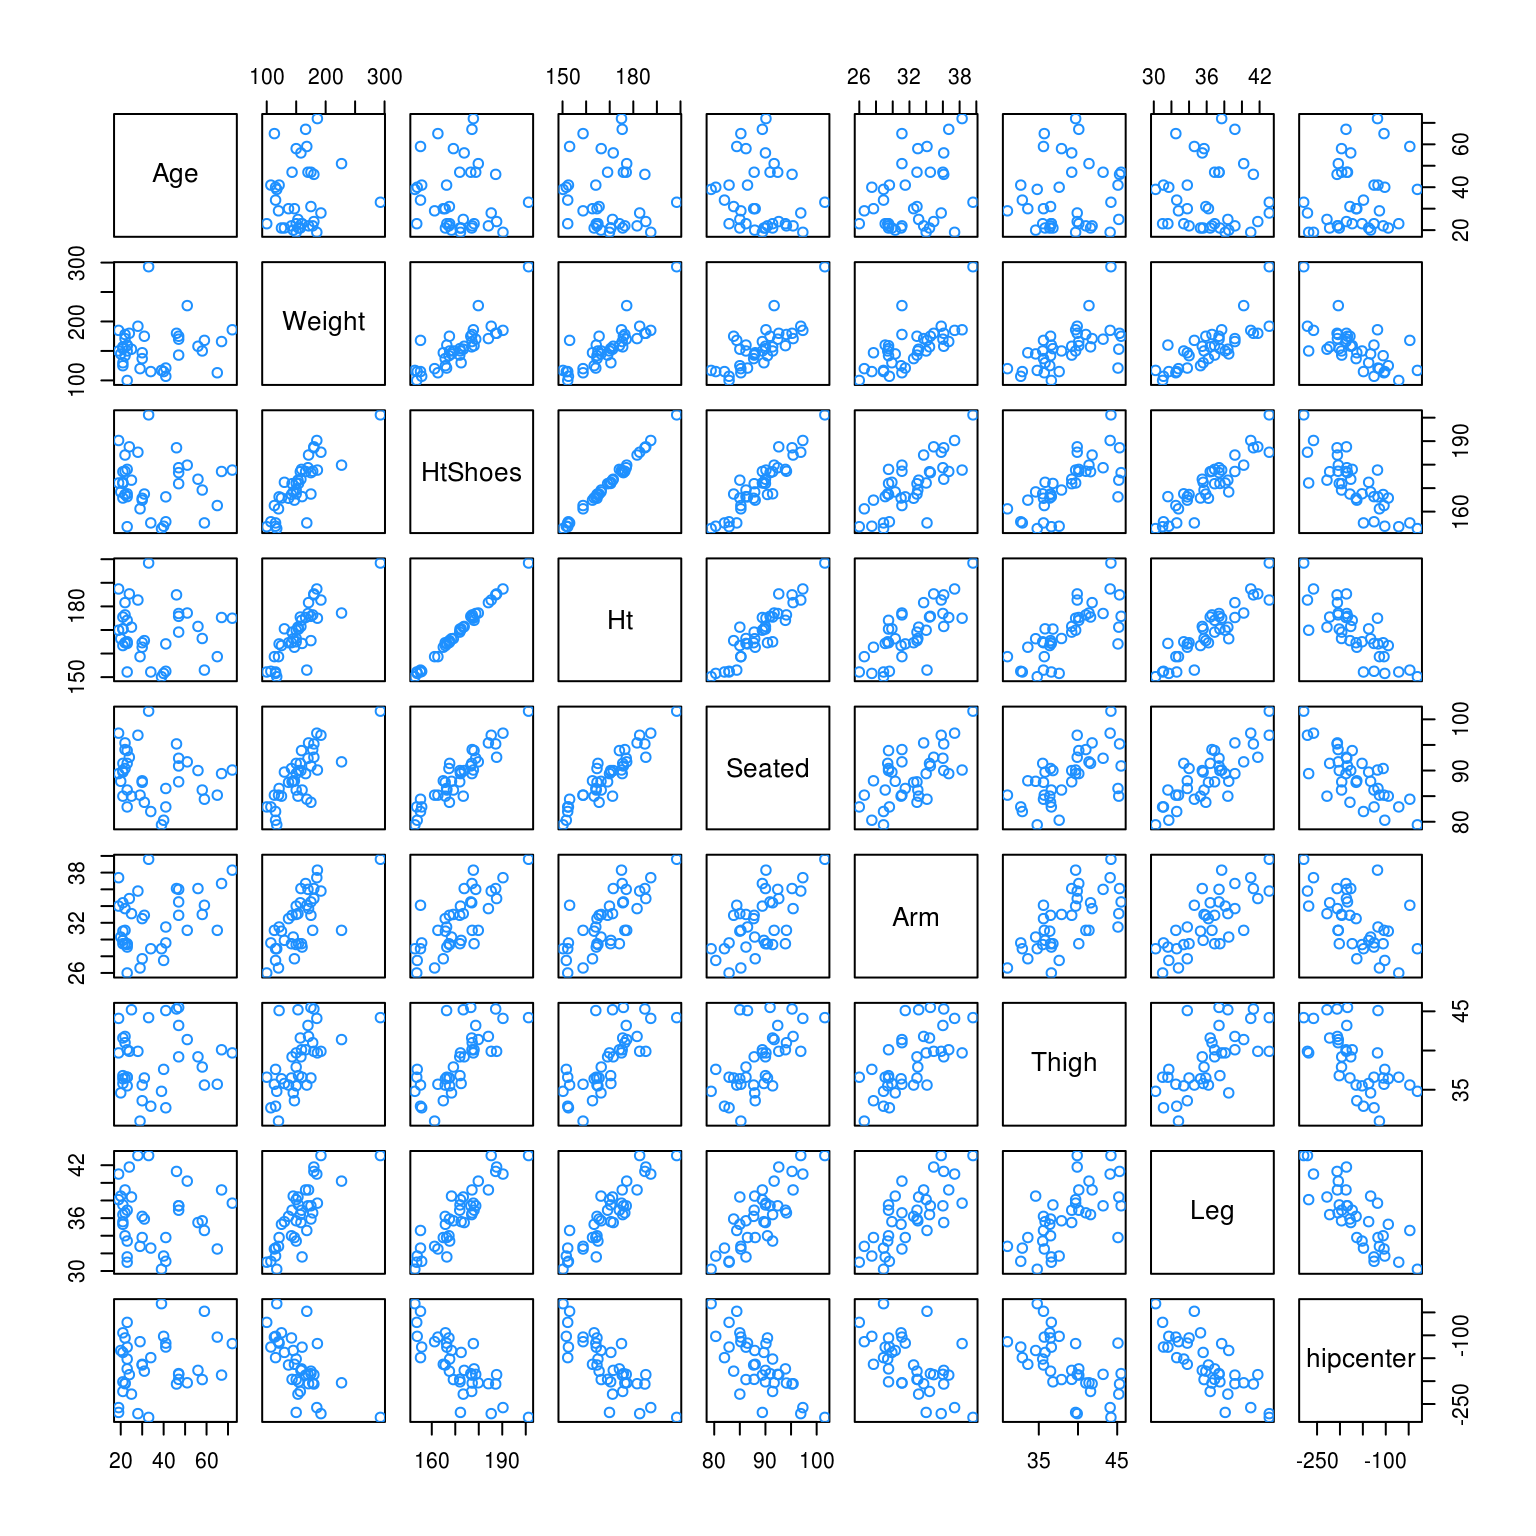 100 200 300 150 180 26 32 38 30 36 42
Age 20 40 60
100 200 300 Weight
HtShoes 160 190
150 180 Ht
Seated 80 90 100
26 32 38 Arm
Thigh 35 45
30 36 42 Leg
hipcenter -250 -100
20 40 60 160 190 80 90 100 35 45 -250 -100